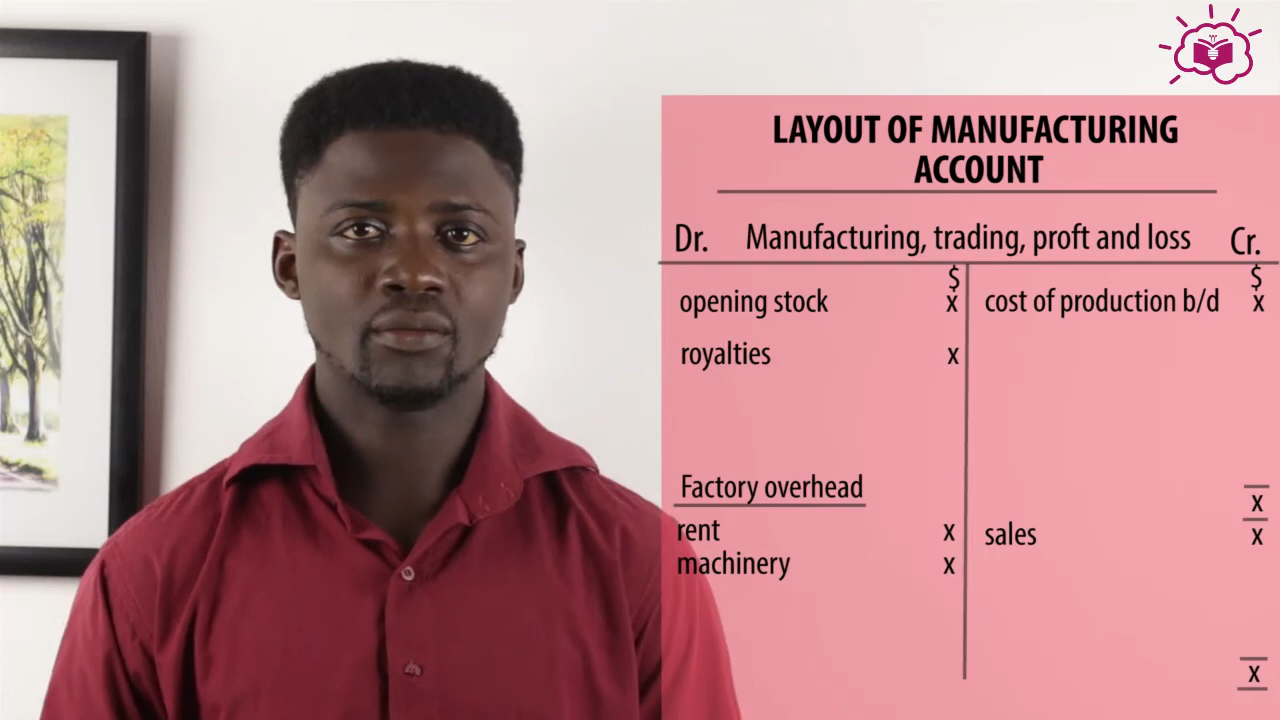 LAYOUT OF MANUFACTURING
ACCOUNT
Dr. Manufacturing, trading, proft and loss Cr.
$ $
opening stock x cost of production b/d x
royalties x
Factory overhead
x
rent x sales x
machinery x
x